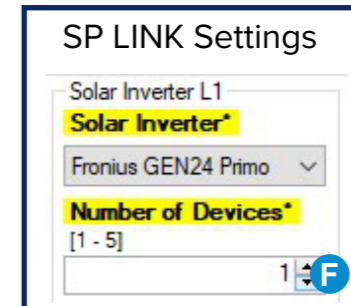 SP LINK Settings
Solar Inverter L1
Solar Inverter*
Fronius GEN24 Primo
Number of Devices*
[1 - 5]
1
F